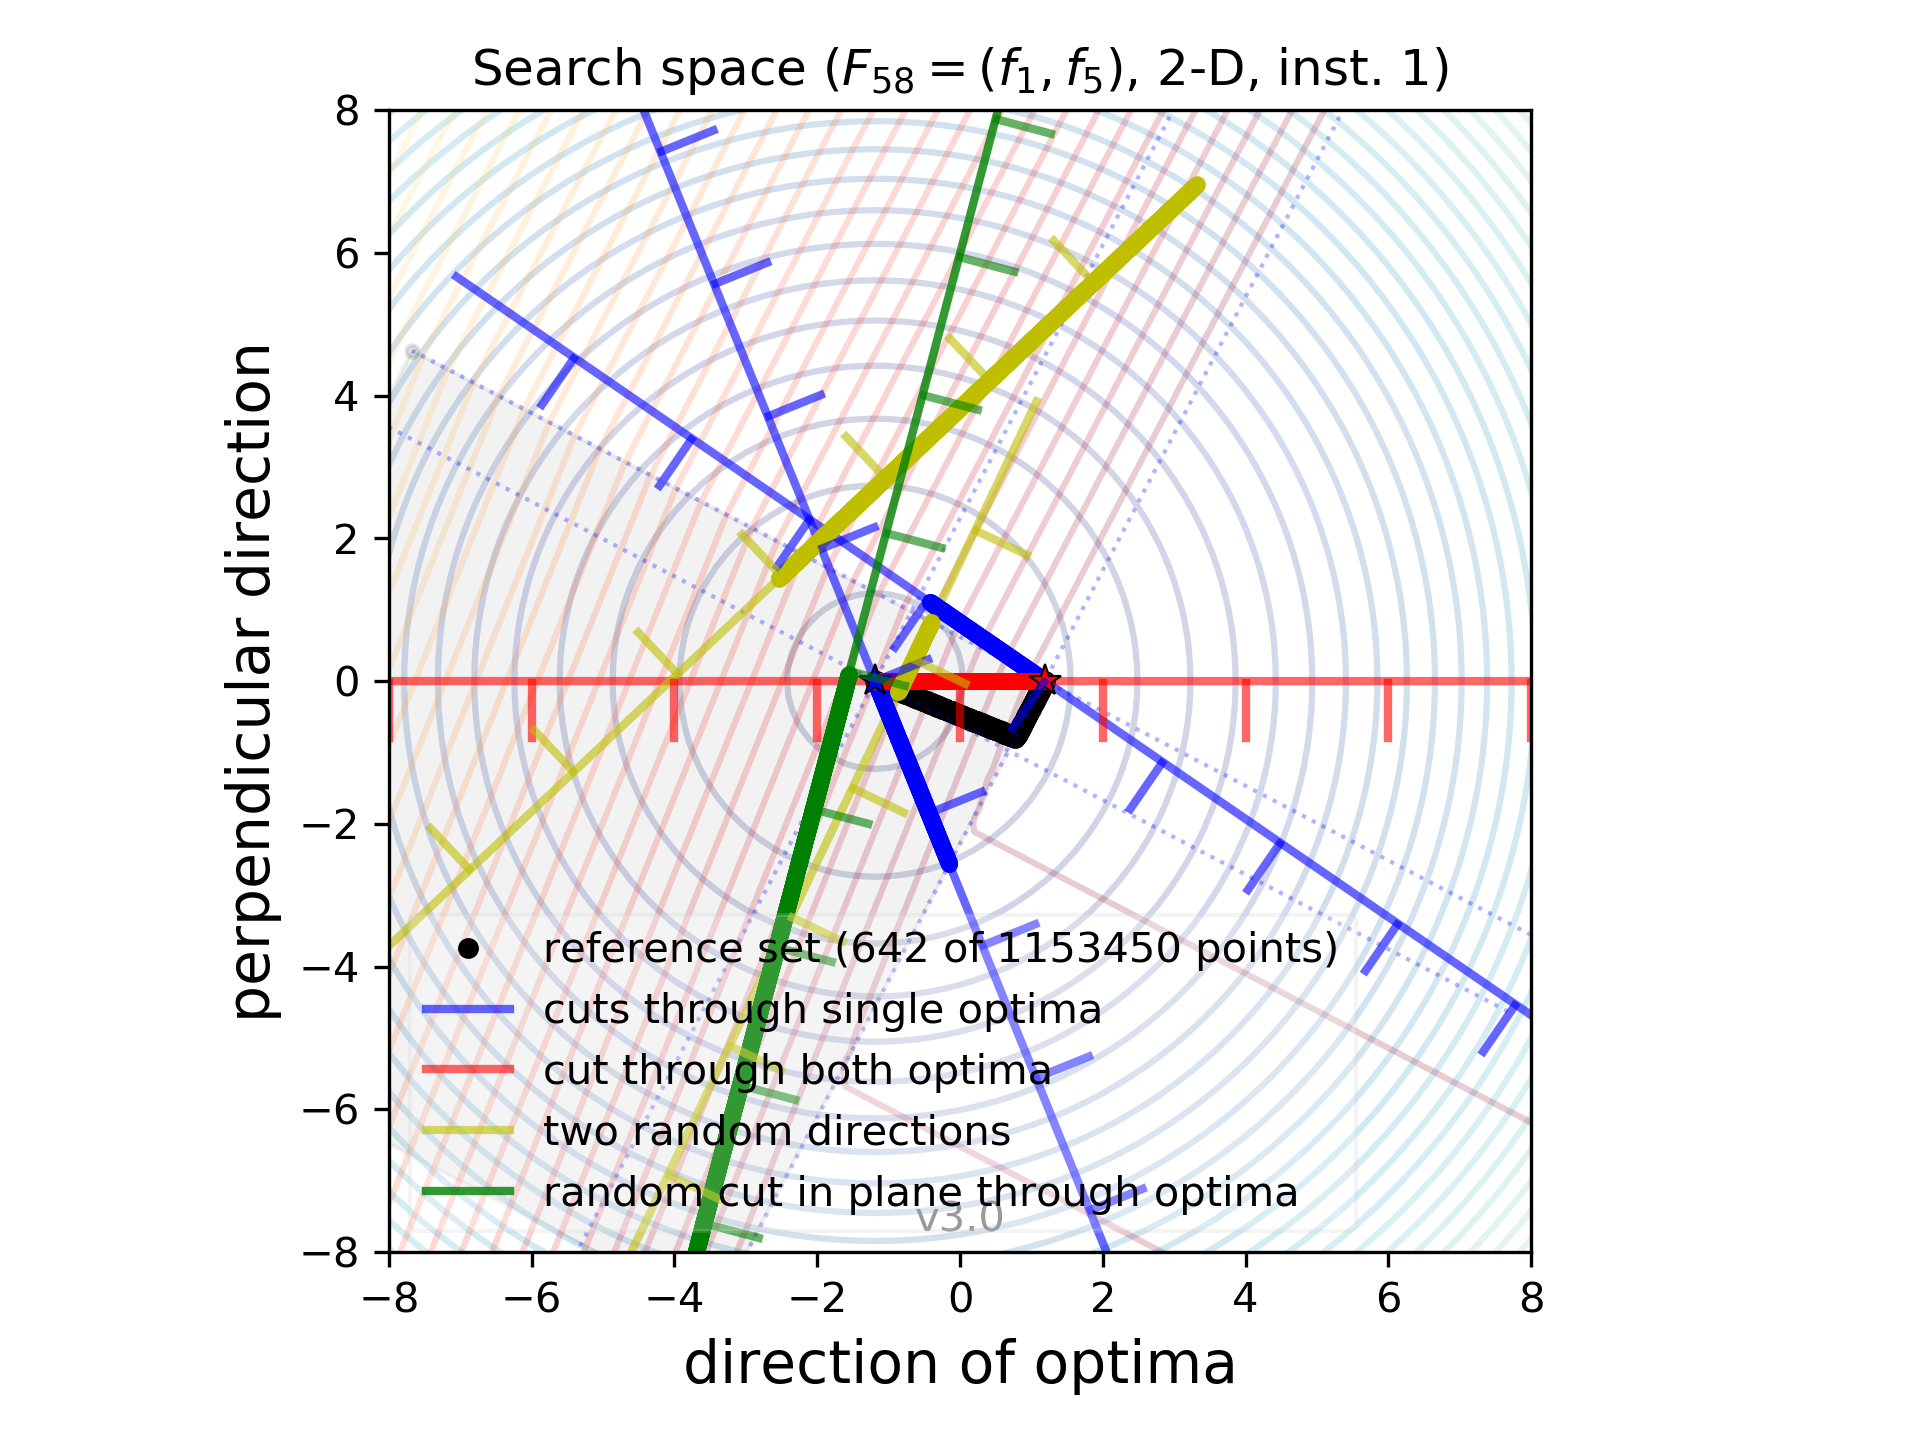 Search space (F58 = (f1, f5), 2-D, inst. 1)
8
6
4
2
0
−2
−4
−6
−8
perpendicular direction
reference set (642 of 1153450 points)
cuts through single optima
cut through both optima
two random directions
random cut in plane through optima
v3.0
−8 −6 −4 −2 0 2 4 6 8
direction of optima